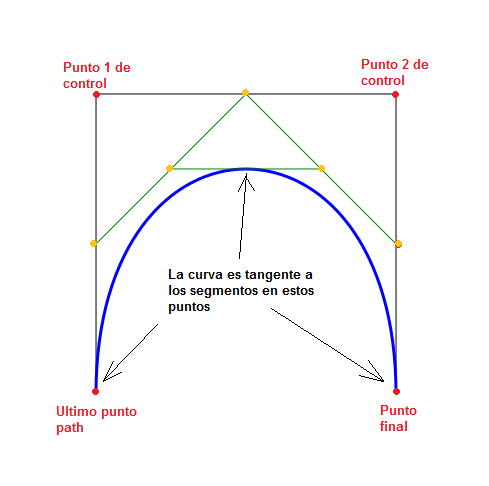 Punto 1 de
control
Punto 2 de
control
La curva es tangente a
los segmentos en estos
puntos
Ultimo punto
path
Punto
final